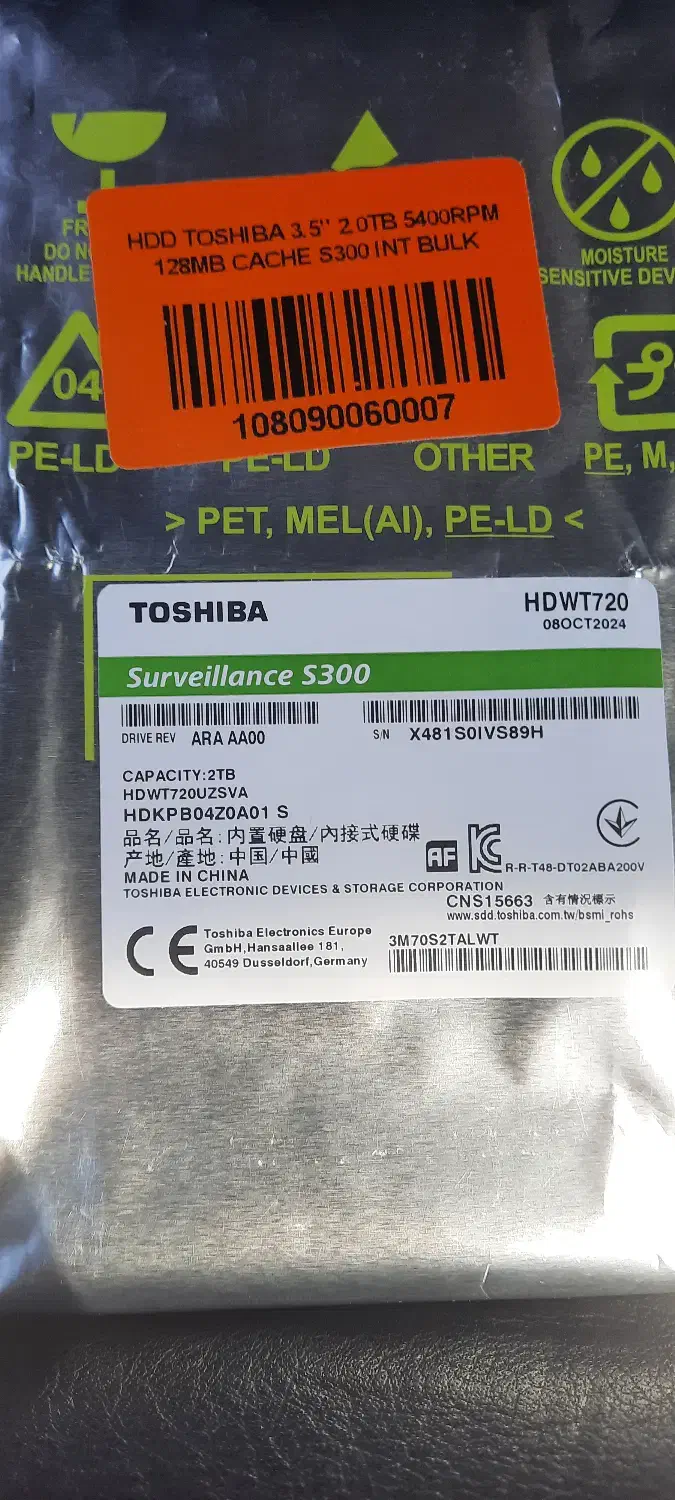 HDD TOSHIBA 3.5'' 2.0TB 5400RPM
128MB CACHE S300 INT BULK
108090060007
DO
HANDLE
MOISTURE
SENSITIVE
04
PE-LD
PE-LD
OTHER
PE, M,
> PET, MEL(AI), PE-LD <
TOSHIBA
HDWT720
08OCT2024
Surveillance S300
DRIVE REV ARA AA00
S/N X481S0IVS89H
CAPACITY:2TB
HDWT720UZSVA
HDKPB04Z0A01 S
品名/品名:内置硬盘/內接式硬碟
产地/產地:中国/中國
MADE IN CHINA
TOSHIBA ELECTRONIC DEVICES & STORAGE CORPORATION
AF
R-R-T48-DT02ABA200V
CNS15663 含有情況標示
www.sdd.toshiba.com.tw/bsmi_rohs
CE
Toshiba Electronics Europe
GmbH,Hansaallee 181,
40549 Dusseldorf,Germany
3M70S2TALWT